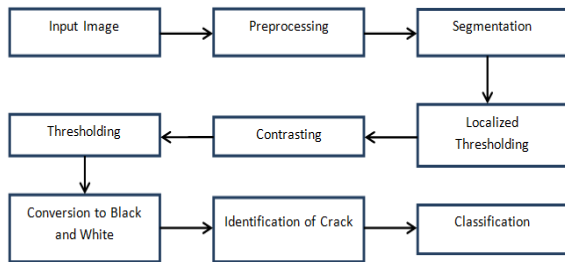 Input Image
Preprocessing
Segmentation
Localized
Thresholding
Contrasting
Thresholding
Conversion to Black
and White
Identification of Crack
Classification